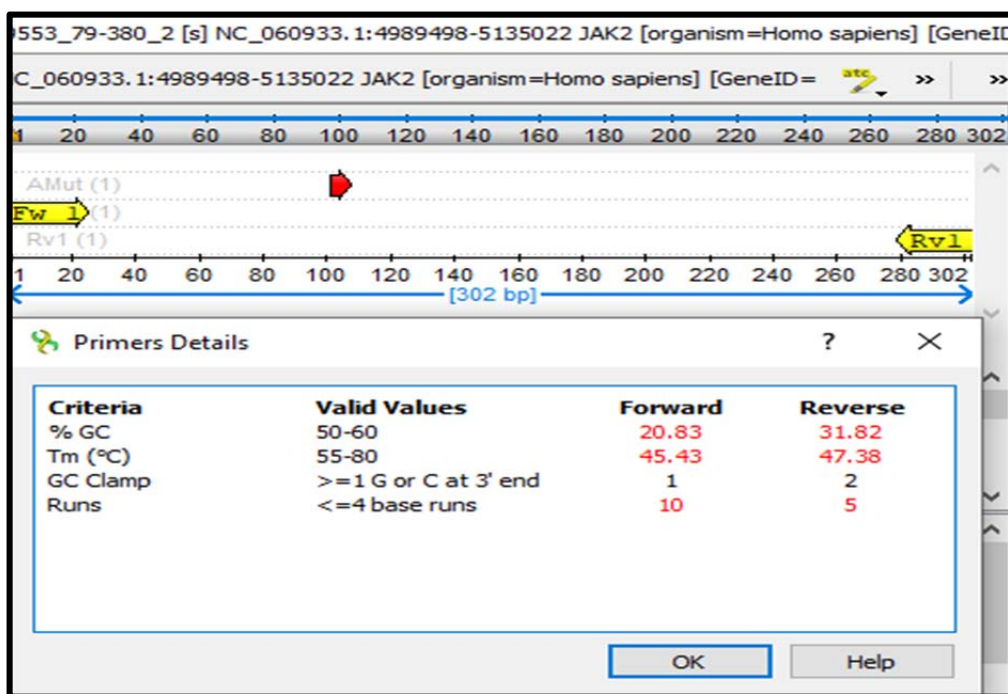 9553_79-380_2 [s] NC_060933.1:4989498-5135022 JAK2 [organism=Homo sapiens] [GeneID
C_060933.1:4989498-5135022 JAK2 [organism=Homo sapiens] [GeneID= atc » »
1 20 40 60 80 100 120 140 160 180 200 220 240 260 280 302
AMut (1)
Fw 1 (1)
Rv1 (1) Rv1
1 20 40 60 80 100 120 140 160 180 200 220 240 260 280 302
[302 bp]
Primers Details ?
Criteria Valid Values Forward Reverse
% GC 50-60 20.83 31.82
Tm (°C) 55-80 45.43 47.38
GC Clamp >=1 G or C at 3' end 1 2
Runs <=4 base runs 10 5
OK Help